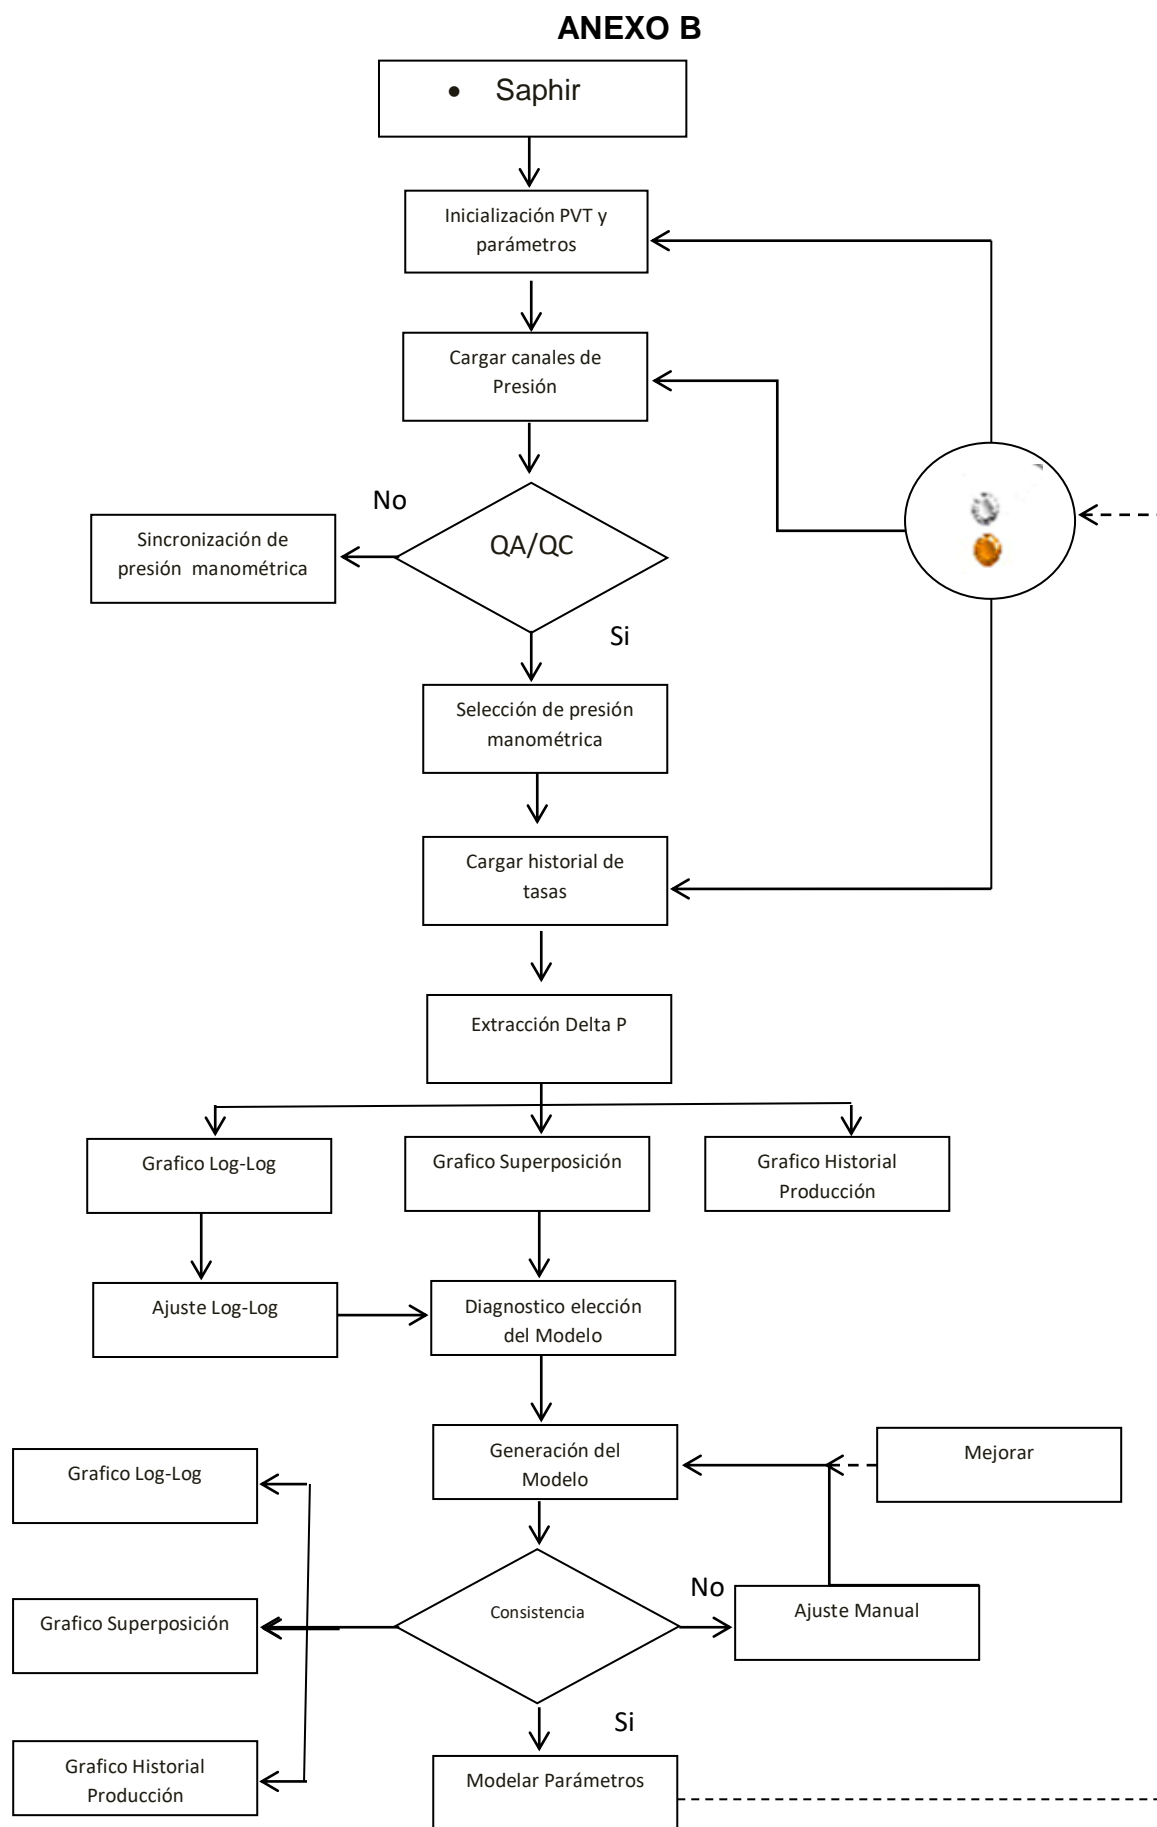 ANEXO B
• Saphir
Inicialización PVT y
parámetros
Cargar canales de
Presión
No
QA/QC
Sincronización de
presión manométrica
Si
Selección de presión
manométrica
Cargar historial de
tasas
Extracción Delta P
Grafico Log-Log
Grafico Superposición
Grafico Historial
Producción
Ajuste Log-Log
Diagnostico elección
del Modelo
Generación del
Modelo
Mejorar
Grafico Log-Log
Consistencia
No
Ajuste Manual
Grafico Superposición
Si
Grafico Historial
Producción
Modelar Parámetros